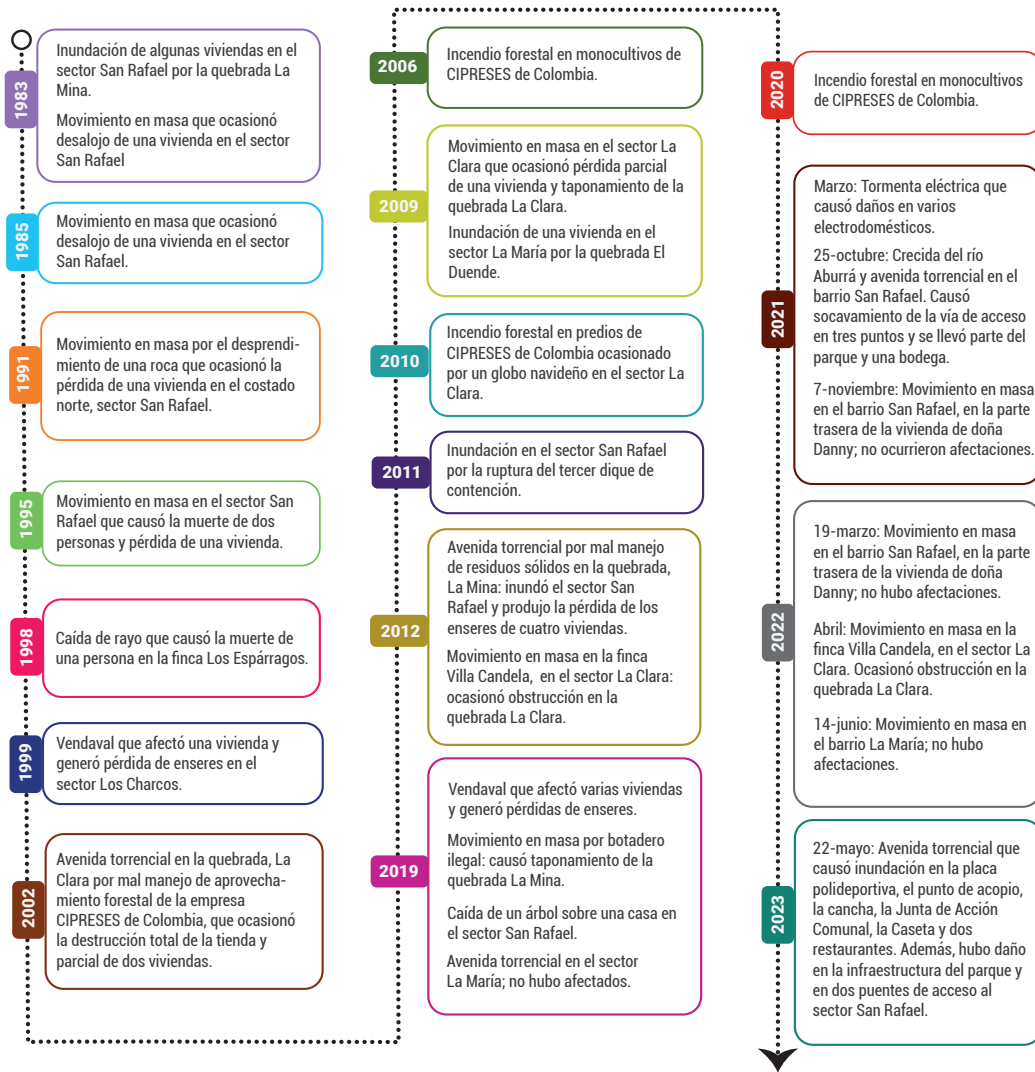 1983
Inundación de algunas viviendas en el
sector San Rafael por la quebrada La
Mina.
Movimiento en masa que ocasionó
desalojo de una vivienda en el sector
San Rafael
1985
Movimiento en masa que ocasionó
desalojo de una vivienda en el sector
San Rafael.
1991
Movimiento en masa por el desprendi-
miento de una roca que ocasionó la
pérdida de una vivienda en el costado
norte, sector San Rafael.
1995
Movimiento en masa en el sector San
Rafael que causó la muerte de dos
personas y pérdida de una vivienda.
1998
Caída de rayo que causó la muerte de
una persona en la finca Los Espárragos.
1999
Vendaval que afectó una vivienda y
generó pérdida de enseres en el
sector Los Charcos.
2002
Avenida torrencial en la quebrada, La
Clara por mal manejo de aprovecha-
miento forestal de la empresa
CIPRESES de Colombia, que ocasionó
la destrucción total de la tienda y
parcial de dos viviendas.
2006
Incendio forestal en monocultivos de
CIPRESES de Colombia.
2009
Movimiento en masa en el sector La
Clara que ocasionó pérdida parcial
de una vivienda y taponamiento de la
quebrada La Clara.
Inundación de una vivienda en el
sector La María por la quebrada El
Duende.
2010
Incendio forestal en predios de
CIPRESES de Colombia ocasionado
por un globo navideño en el sector La
Clara.
2011
Inundación en el sector San Rafael
por la ruptura del tercer dique de
contención.
2012
Avenida torrencial por mal manejo
de residuos sólidos en la quebrada,
La Mina: inundó el sector San
Rafael y produjo la pérdida de los
enseres de cuatro viviendas.
Movimiento en masa en la finca
Villa Candela, en el sector La Clara:
ocasionó obstrucción en la
quebrada La Clara.
2019
Vendaval que afectó varias viviendas
y generó pérdidas de enseres.
Movimiento en masa por botadero
ilegal: causó taponamiento de la
quebrada La Mina.
Caída de un árbol sobre una casa en
el sector San Rafael.
Avenida torrencial en el sector
La María; no hubo afectados.
2020
Incendio forestal en monocultivos
de CIPRESES de Colombia.
2021
Marzo: Tormenta eléctrica que
causó daños en varios
electrodomésticos.
25-octubre: Crecida del río
Aburrá y avenida torrencial en el
barrio San Rafael. Causó
socavamiento de la vía de acceso
en tres puntos y se llevó parte del
parque y una bodega.
7-noviembre: Movimiento en masa
en el barrio San Rafael, en la parte
trasera de la vivienda de doña
Danny; no ocurrieron afectaciones.
2022
19-marzo: Movimiento en masa
en el barrio San Rafael, en la parte
trasera de la vivienda de doña
Danny; no hubo afectaciones.
Abril: Movimiento en masa en la
finca Villa Candela, en el sector La
Clara. Ocasionó obstrucción en la
quebrada La Clara.
14-junio: Movimiento en masa en
el barrio La María; no hubo
afectaciones.
2023
22-mayo: Avenida torrencial que
causó inundación en la placa
polideportiva, el punto de acopio,
la cancha, la Junta de Acción
Comunal, la Caseta y dos
restaurantes. Además, hubo daño
en la infraestructura del parque y
en dos puentes de acceso al
sector San Rafael.